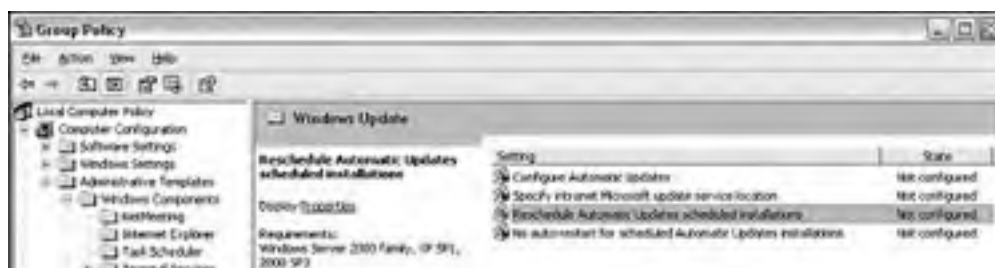 Group Policy
File Action View Help
Local Computer Policy
Computer Configuration
Software Settings
Windows Settings
Administrative Templates
Windows Components
NetMeeting
Internet Explorer
Task Scheduler
Windows Update
Reschedule Automatic Updates scheduled installations
Display Properties
Requirements:
Windows Server 2003 family, XP SP1,
2000 SP3
Setting State
Configure Automatic Updates Not configured
Specify intranet Microsoft update service location Not configured
Reschedule Automatic Updates scheduled installations Not configured
No auto-restart for scheduled Automatic Updates installations Not configured